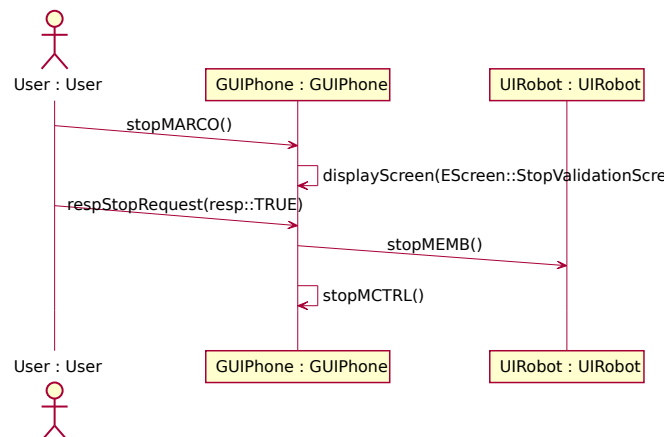 User : User
GUIPhone : GUIPhone
UIRobot : UIRobot
stopMARCO()
displayScreen(EScreen::StopValidationScre
respStopRequest(resp::TRUE)
stopMEMB()
stopMCTRL()
User : User
GUIPhone : GUIPhone
UIRobot : UIRobot